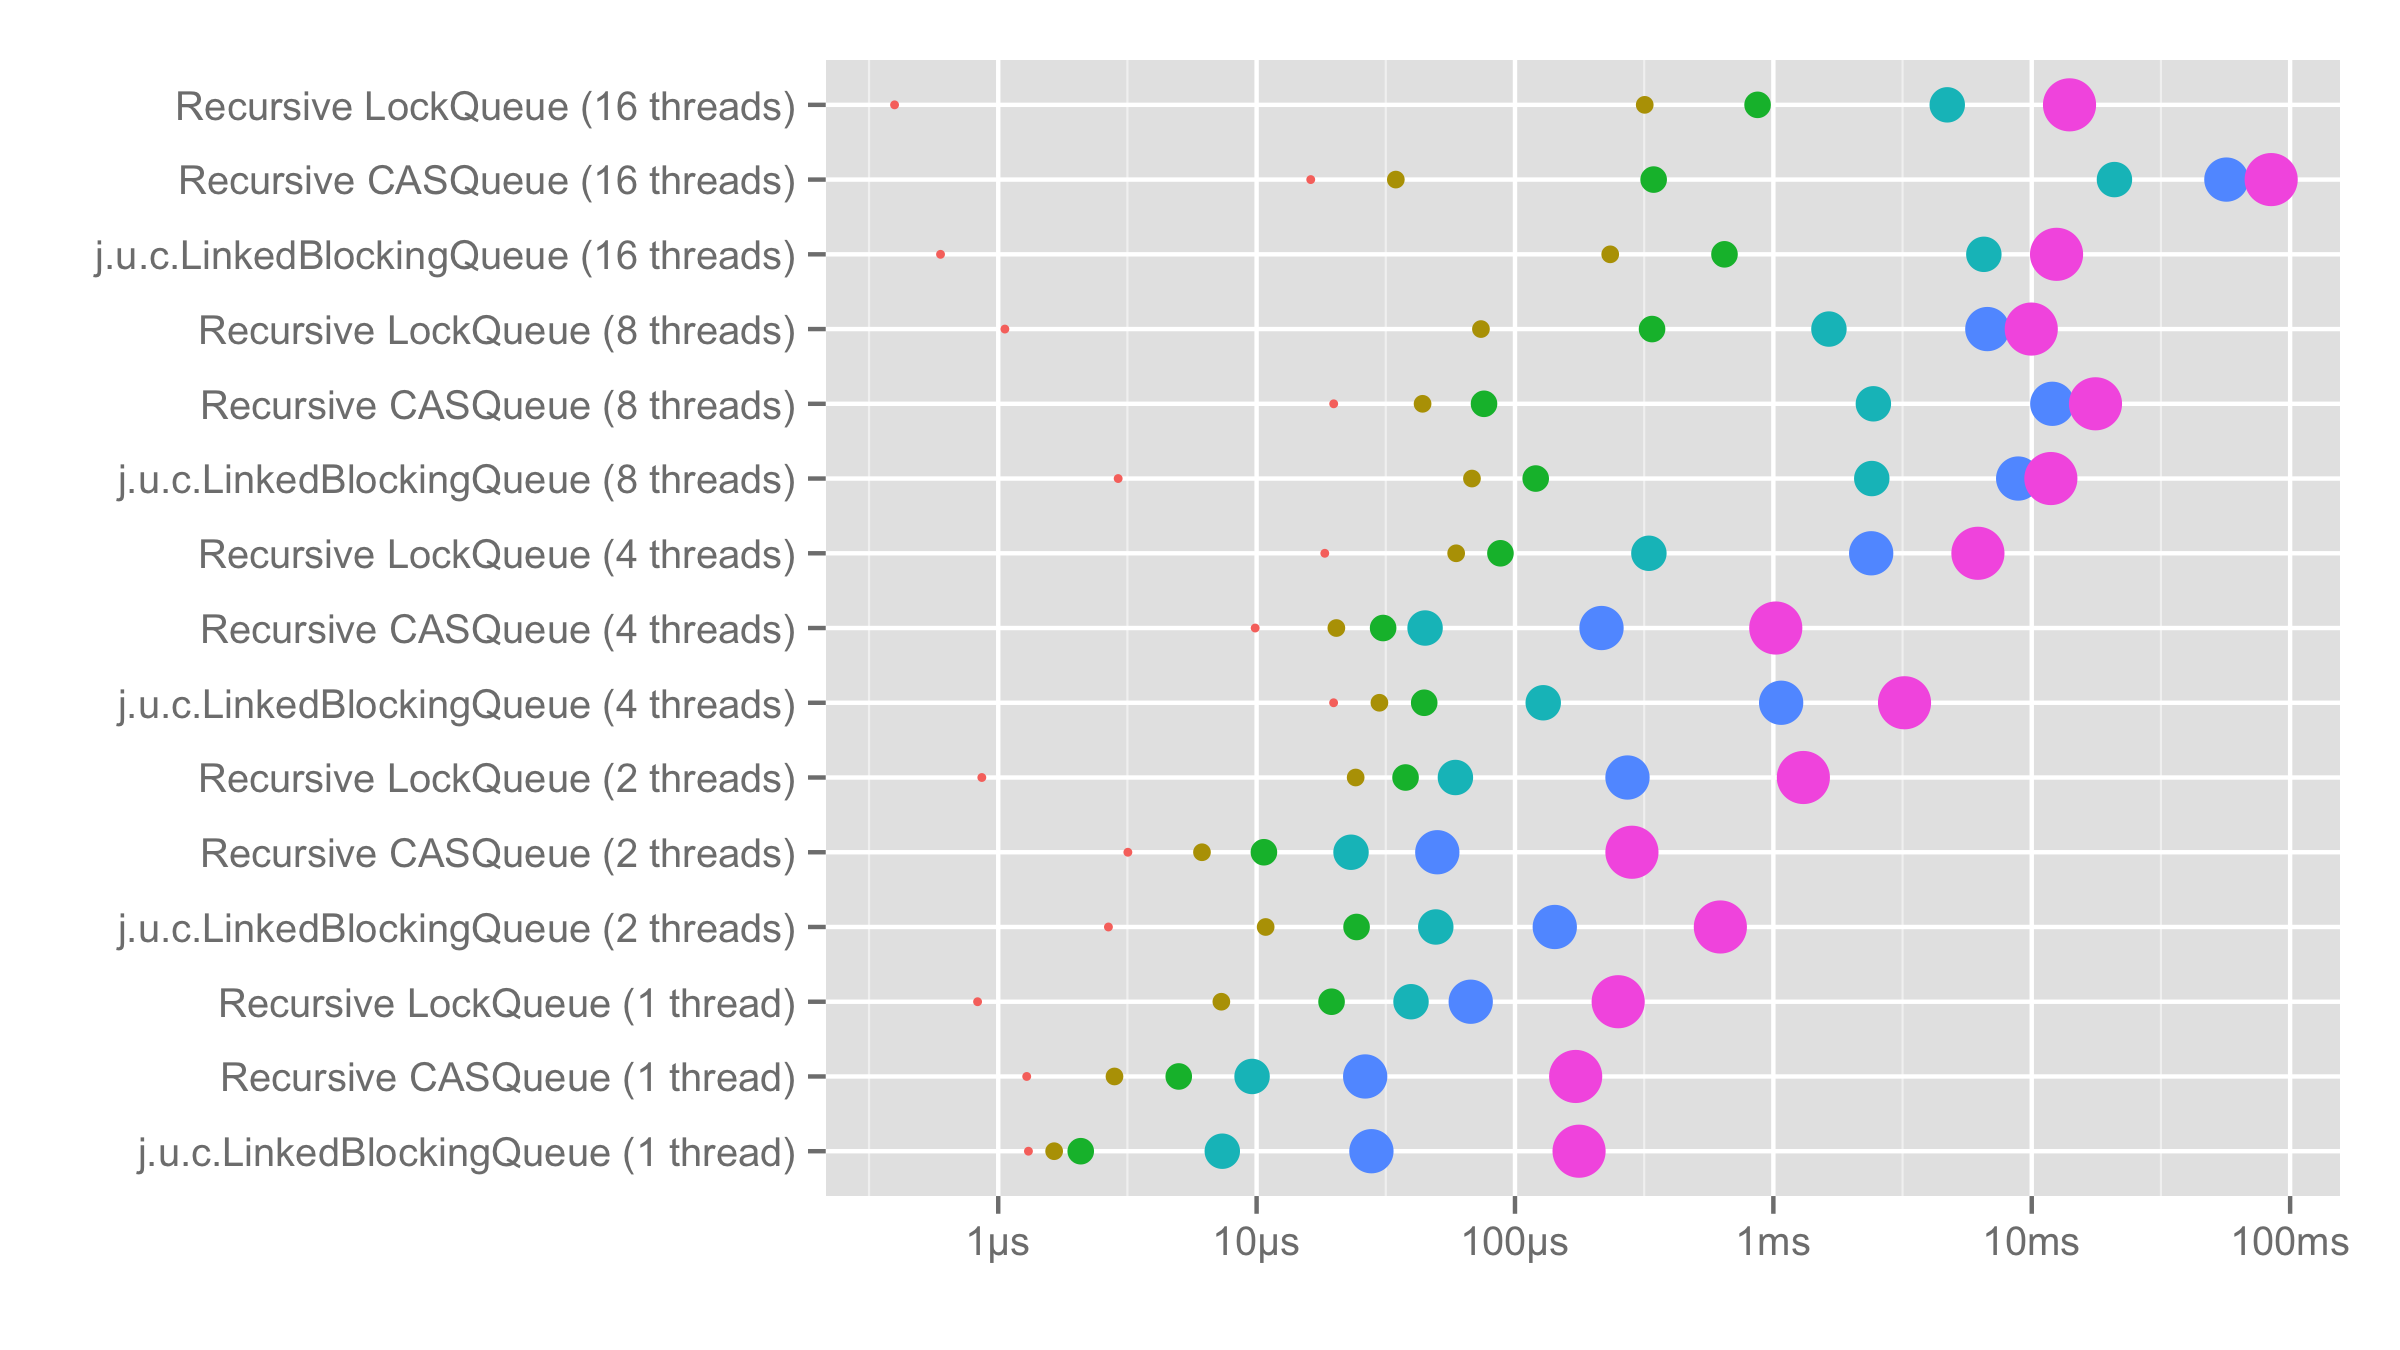 Recursive LockQueue (16 threads)
Recursive CASQueue (16 threads)
j.u.c.LinkedBlockingQueue (16 threads)
Recursive LockQueue (8 threads)
Recursive CASQueue (8 threads)
j.u.c.LinkedBlockingQueue (8 threads)
Recursive LockQueue (4 threads)
Recursive CASQueue (4 threads)
j.u.c.LinkedBlockingQueue (4 threads)
Recursive LockQueue (2 threads)
Recursive CASQueue (2 threads)
j.u.c.LinkedBlockingQueue (2 threads)
Recursive LockQueue (1 thread)
Recursive CASQueue (1 thread)
j.u.c.LinkedBlockingQueue (1 thread)
1µs 10µs 100µs 1ms 10ms 100ms